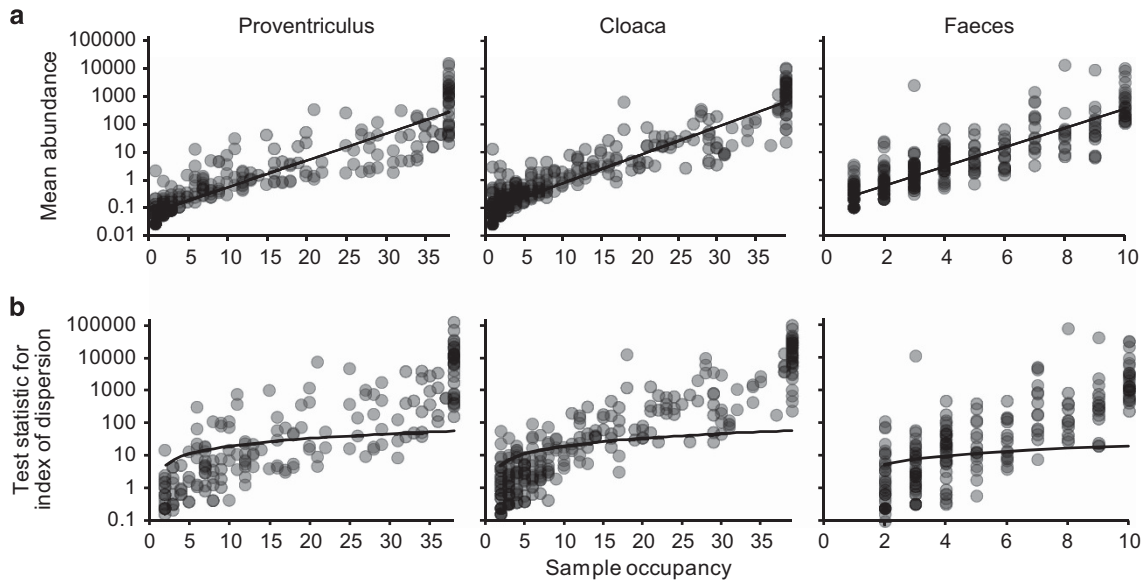 a
Proventriculus
Cloaca
Faeces
Mean abundance
100000
10000
1000
100
10
1
0.1
0.01
0 5 10 15 20 25 30 35
0 5 10 15 20 25 30 35
0 2 4 6 8 10
b
Test statistic for
index of dispersion
100000
10000
1000
100
10
1
0.1
0 5 10 15 20 25 30 35
0 5 10 15 20 25 30 35
0 2 4 6 8 10
Sample occupancy